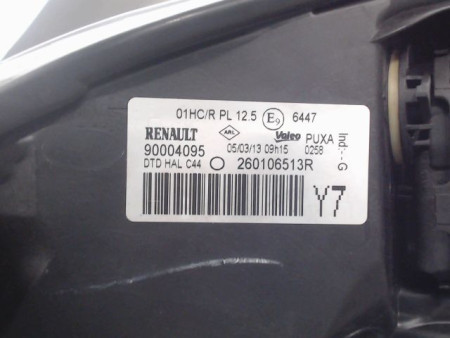 01HC/R PL 12.5 E9 6447
RENAULT ARL Valeo PUXA
90004095 05/03/13 09h15 0258
DTD HAL C44 260106513R
Ind:--G
Y7